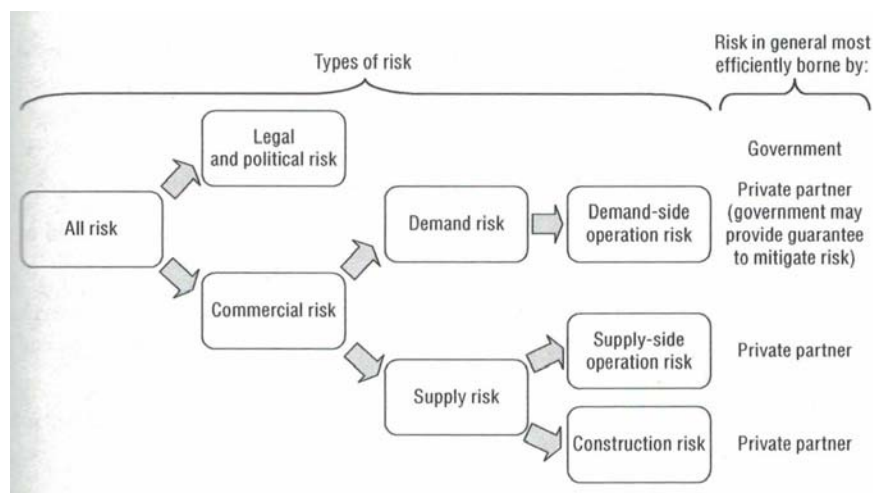 Types of risk
Risk in general most
efficiently borne by:
Legal
and political risk
Government
All risk
Demand risk
Demand-side
operation risk
Private partner
(government may
provide guarantee
to mitigate risk)
Commercial risk
Supply-side
operation risk
Private partner
Supply risk
Construction risk
Private partner